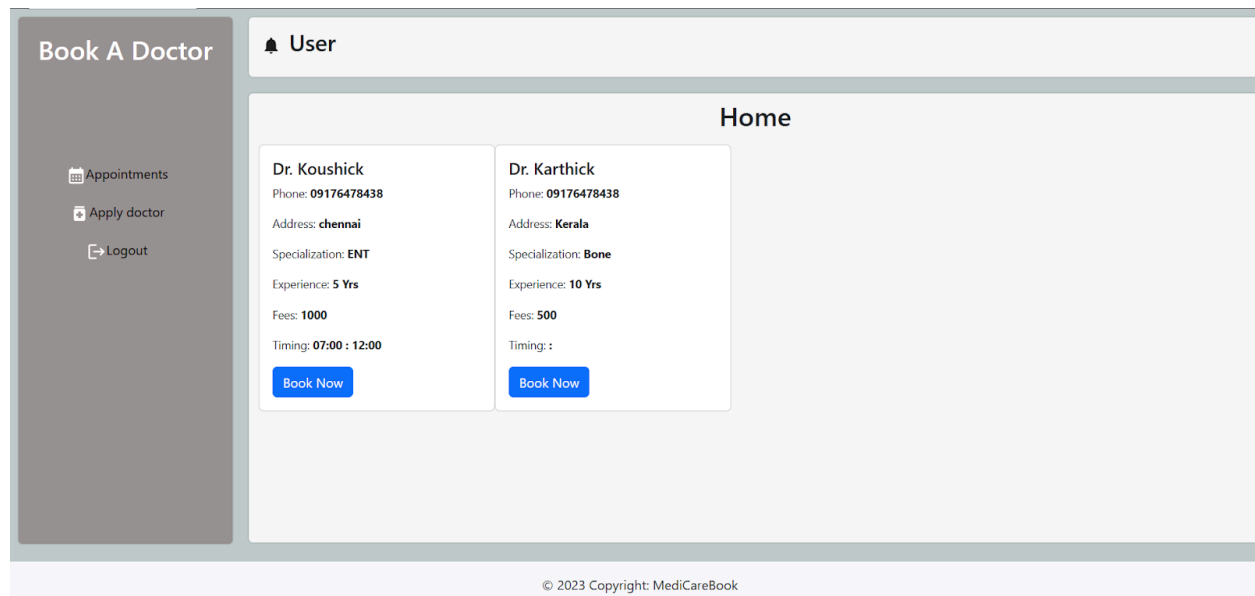 Book A Doctor
Appointments
Apply doctor
Logout
User
Home
Dr. Koushick
Phone: 09176478438
Address: chennai
Specialization: ENT
Experience: 5 Yrs
Fees: 1000
Timing: 07:00 : 12:00
Book Now
Dr. Karthick
Phone: 09176478438
Address: Kerala
Specialization: Bone
Experience: 10 Yrs
Fees: 500
Timing: :
Book Now
© 2023 Copyright: MediCareBook